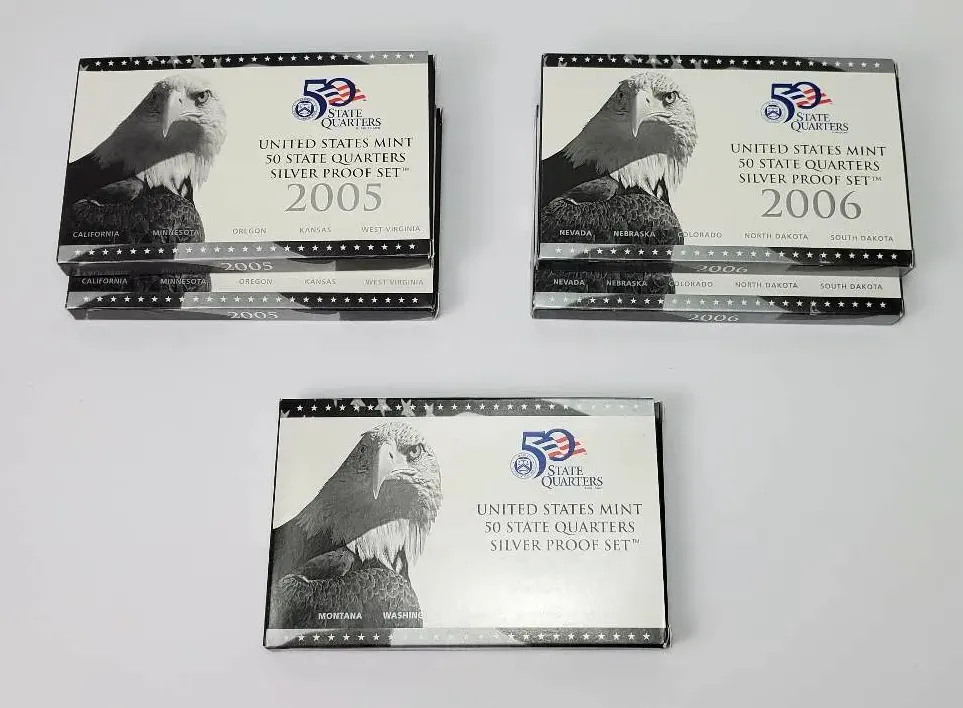 50
STATE
QUARTERS
UNITED STATES MINT
50 STATE QUARTERS
SILVER PROOF SET™
2005
CALIFORNIA MINNESOTA OREGON KANSAS WEST VIRGINIA
2005
CALIFORNIA MINNESOTA OREGON KANSAS WEST VIRGINIA
2005
50
STATE
QUARTERS
UNITED STATES MINT
50 STATE QUARTERS
SILVER PROOF SET™
2006
NEVADA NEBRASKA COLORADO NORTH DAKOTA SOUTH DAKOTA
2006
NEVADA NEBRASKA COLORADO NORTH DAKOTA SOUTH DAKOTA
2006
50
STATE
QUARTERS
UNITED STATES MINT
50 STATE QUARTERS
SILVER PROOF SET™
MONTANA WASHING